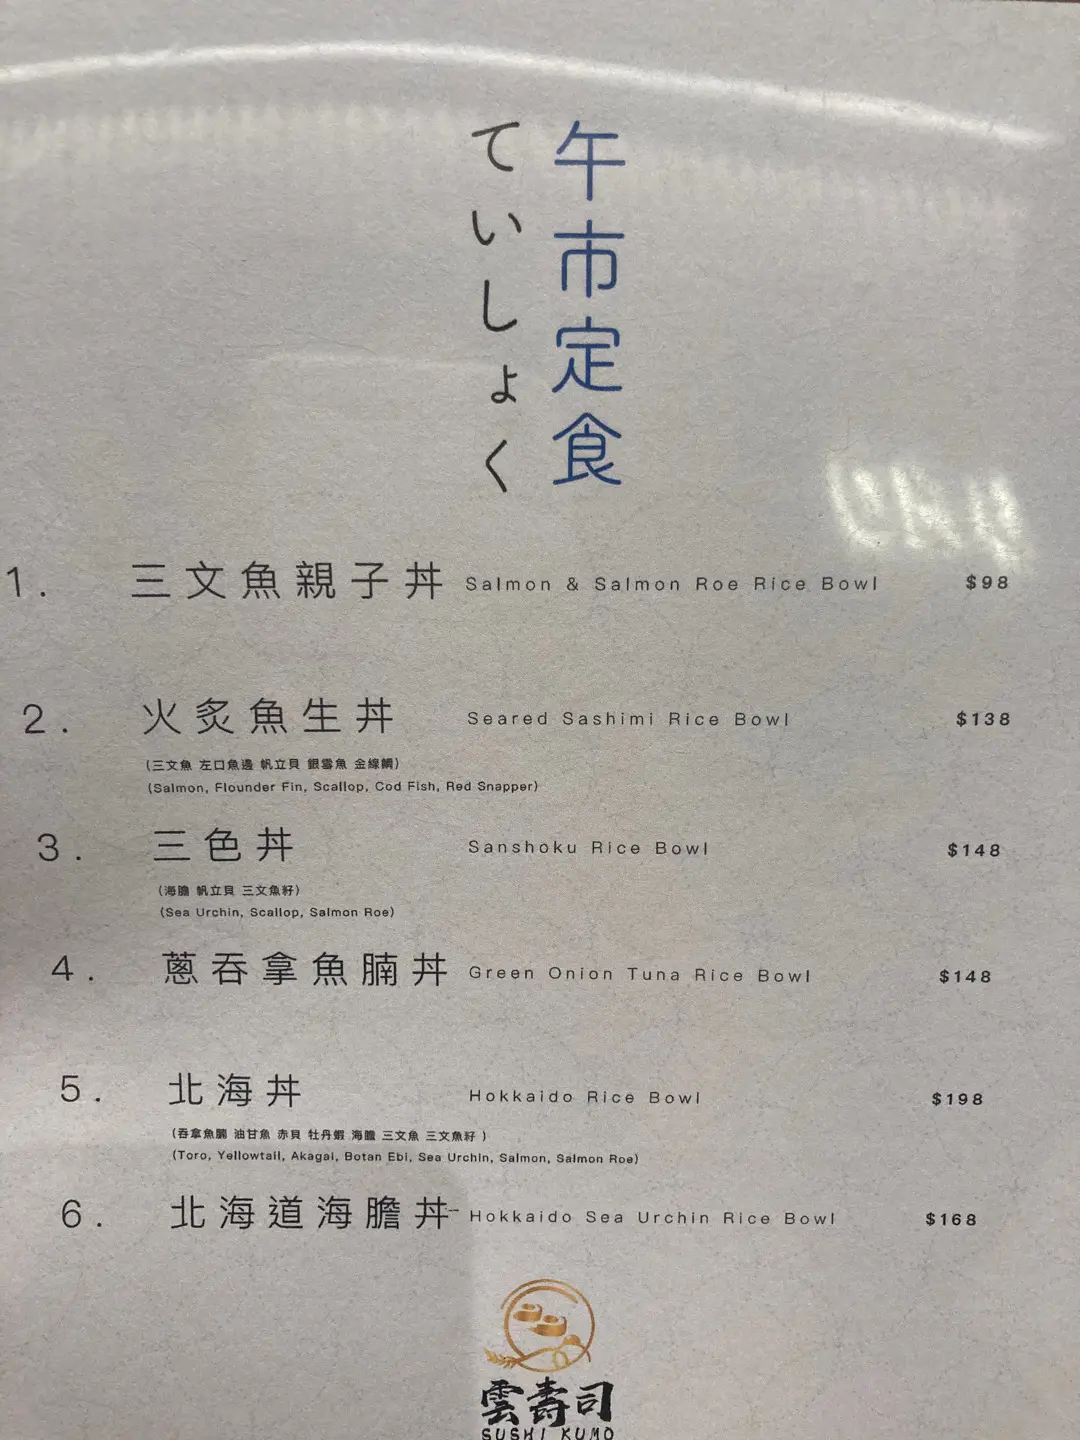 午市定食
ていしょく
1. 三文魚親子丼 Salmon & Salmon Roe Rice Bowl $98
2. 火炙魚生丼 Seared Sashimi Rice Bowl $138
(三文魚 左口魚邊 帆立貝 銀雪魚 金線鯛)
(Salmon, Flounder Fin, Scallop, Cod Fish, Red Snapper)
3. 三色丼 Sanshoku Rice Bowl $148
(海膽 帆立貝 三文魚籽)
(Sea Urchin, Scallop, Salmon Roe)
4. 蔥吞拿魚腩丼 Green Onion Tuna Rice Bowl $148
5. 北海丼 Hokkaido Rice Bowl $198
(吞拿魚腩 油甘魚 赤貝 牡丹蝦 海膽 三文魚 三文魚籽 )
(Toro, Yellowtail, Akagai, Botan Ebi, Sea Urchin, Salmon, Salmon Roe)
6. 北海道海膽丼 Hokkaido Sea Urchin Rice Bowl $168
雲壽司
SUSHI KUMO